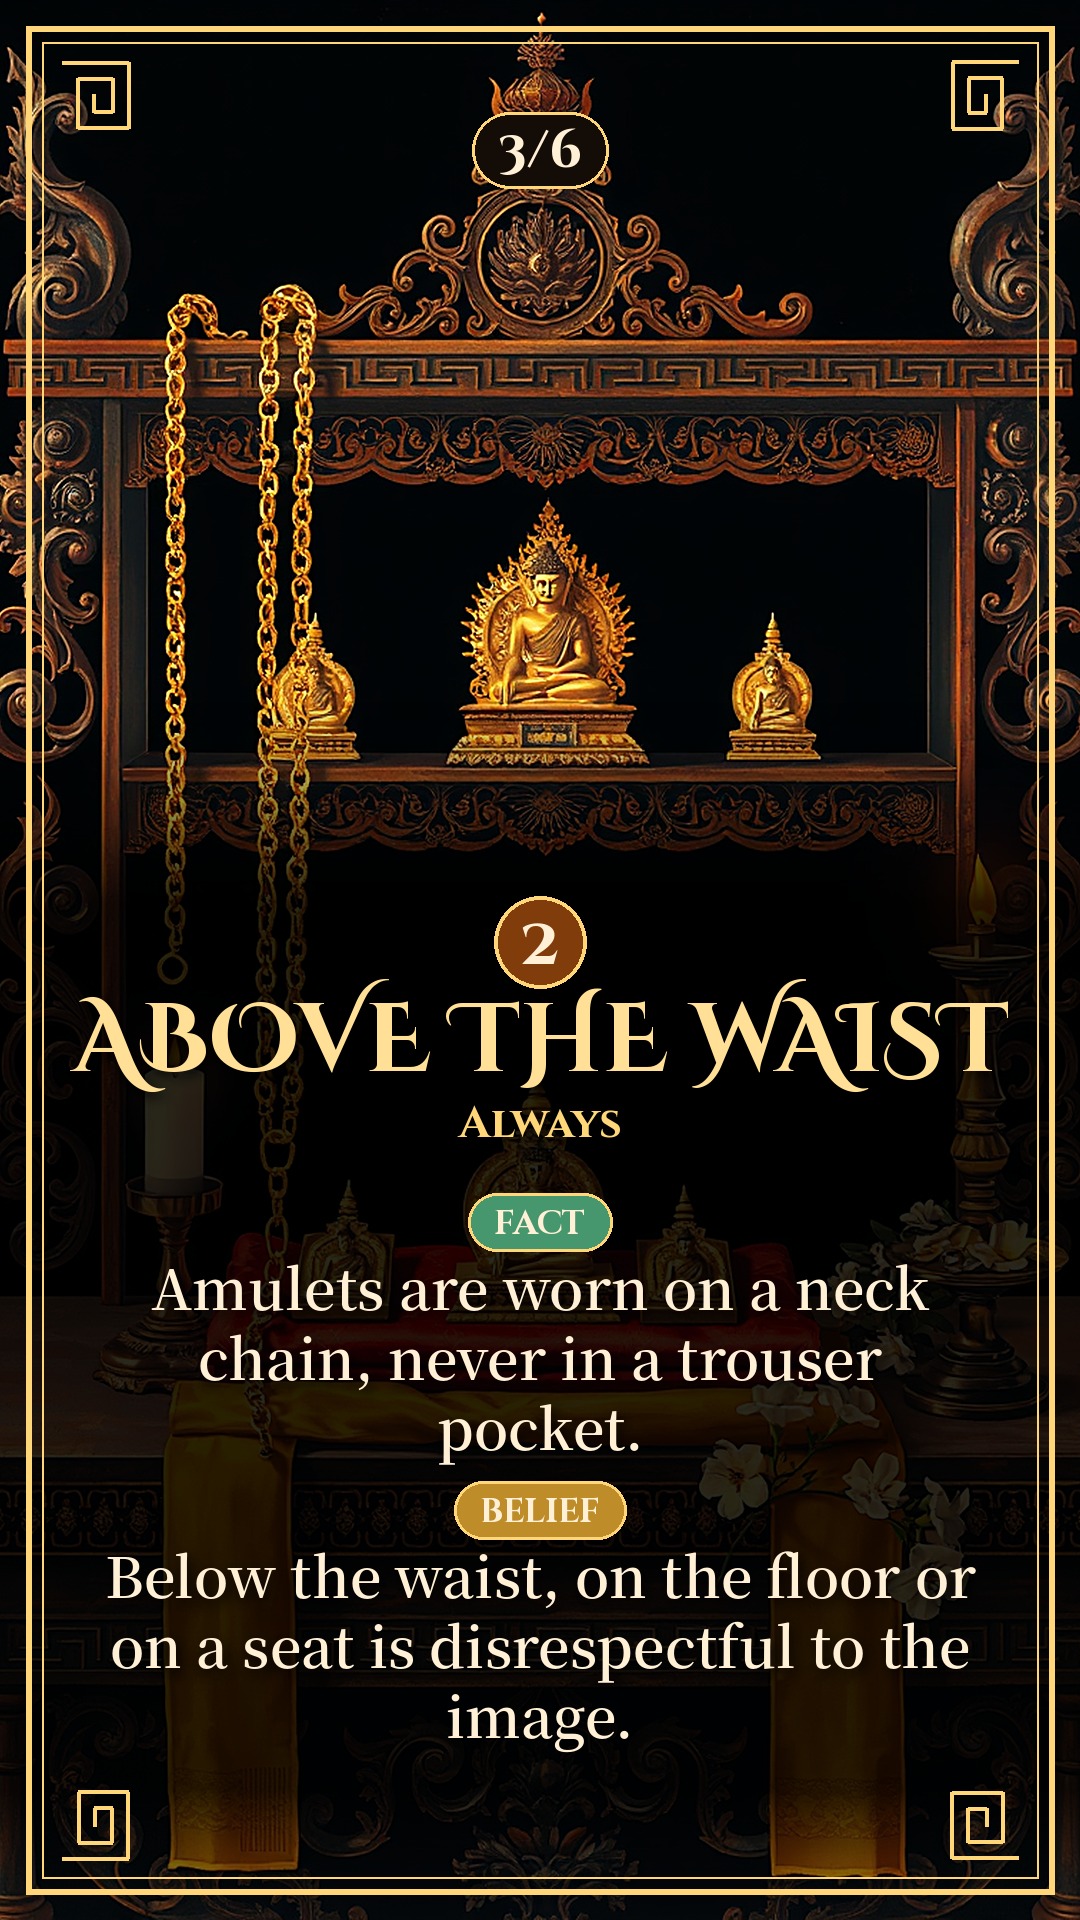 3/6
2
ABOVE THE WAIST
ALWAYS
FACT
Amulets are worn on a neck
chain, never in a trouser
pocket.
BELIEF
Below the waist, on the floor or
on a seat is disrespectful to the
image.